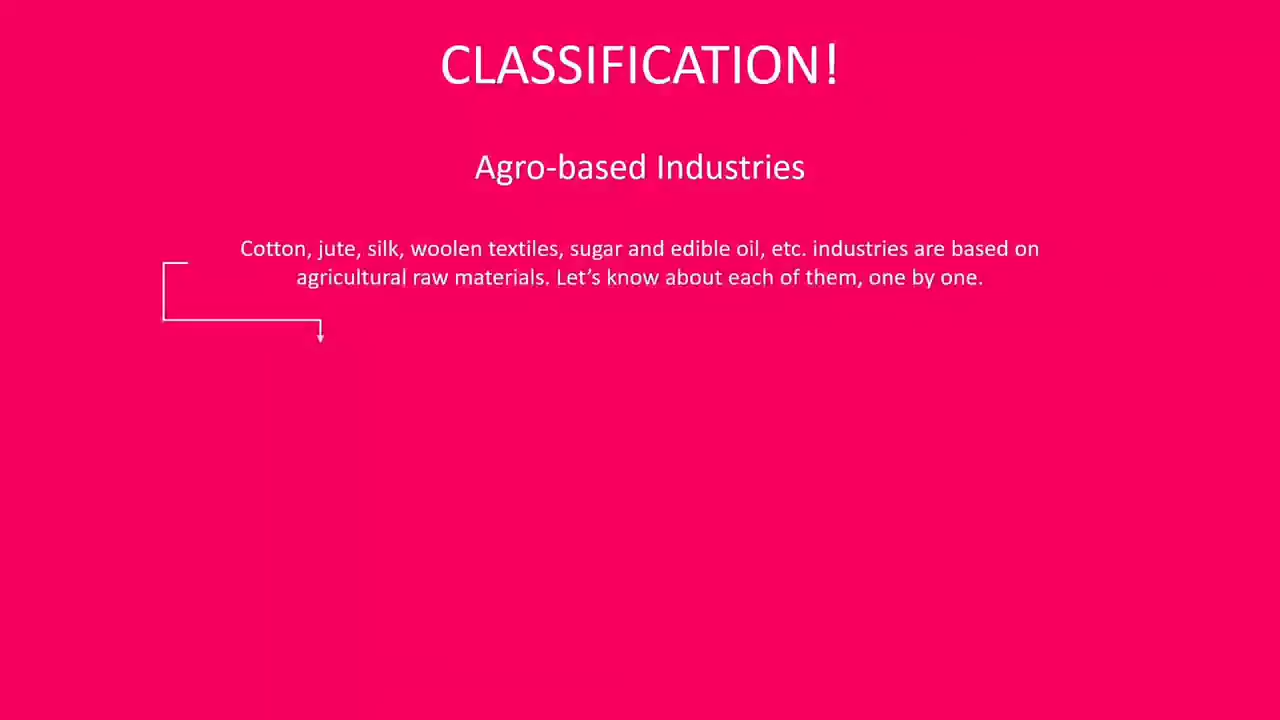 CLASSIFICATION!
Agro-based Industries
Cotton, jute, silk, woolen textiles, sugar and edible oil, etc. industries are based on
agricultural raw materials. Let’s know about each of them, one by one.